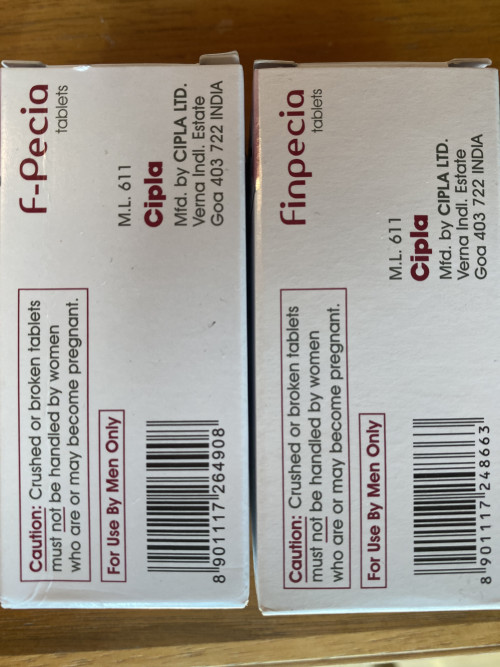 F-Pecia
tablets
M.L. 611
Cipla
Mfd. by CIPLA LTD.
Verna Indl. Estate
Goa 403 722 INDIA
Caution: Crushed or broken tablets
must not be handled by women
who are or may become pregnant.
For Use By Men Only
8 901117 264908
Finpecia
tablets
M.L. 611
Cipla
Mfd. by CIPLA LTD.
Verna Indl. Estate
Goa 403 722 INDIA
Caution: Crushed or broken tablets
must not be handled by women
who are or may become pregnant.
For Use By Men Only
8 901117 248663